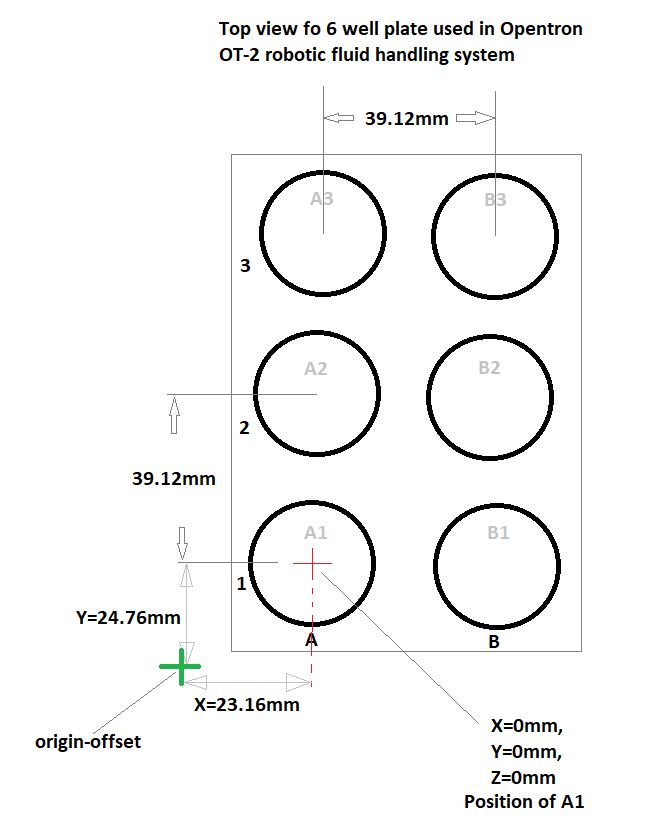 Top view fo 6 well plate used in Opentron
OT-2 robotic fluid handling system
39.12mm
A3
B3
3
A2
B2
2
39.12mm
A1
B1
1
Y=24.76mm
A
B
X=23.16mm
origin-offset
X=0mm,
Y=0mm,
Z=0mm
Position of A1